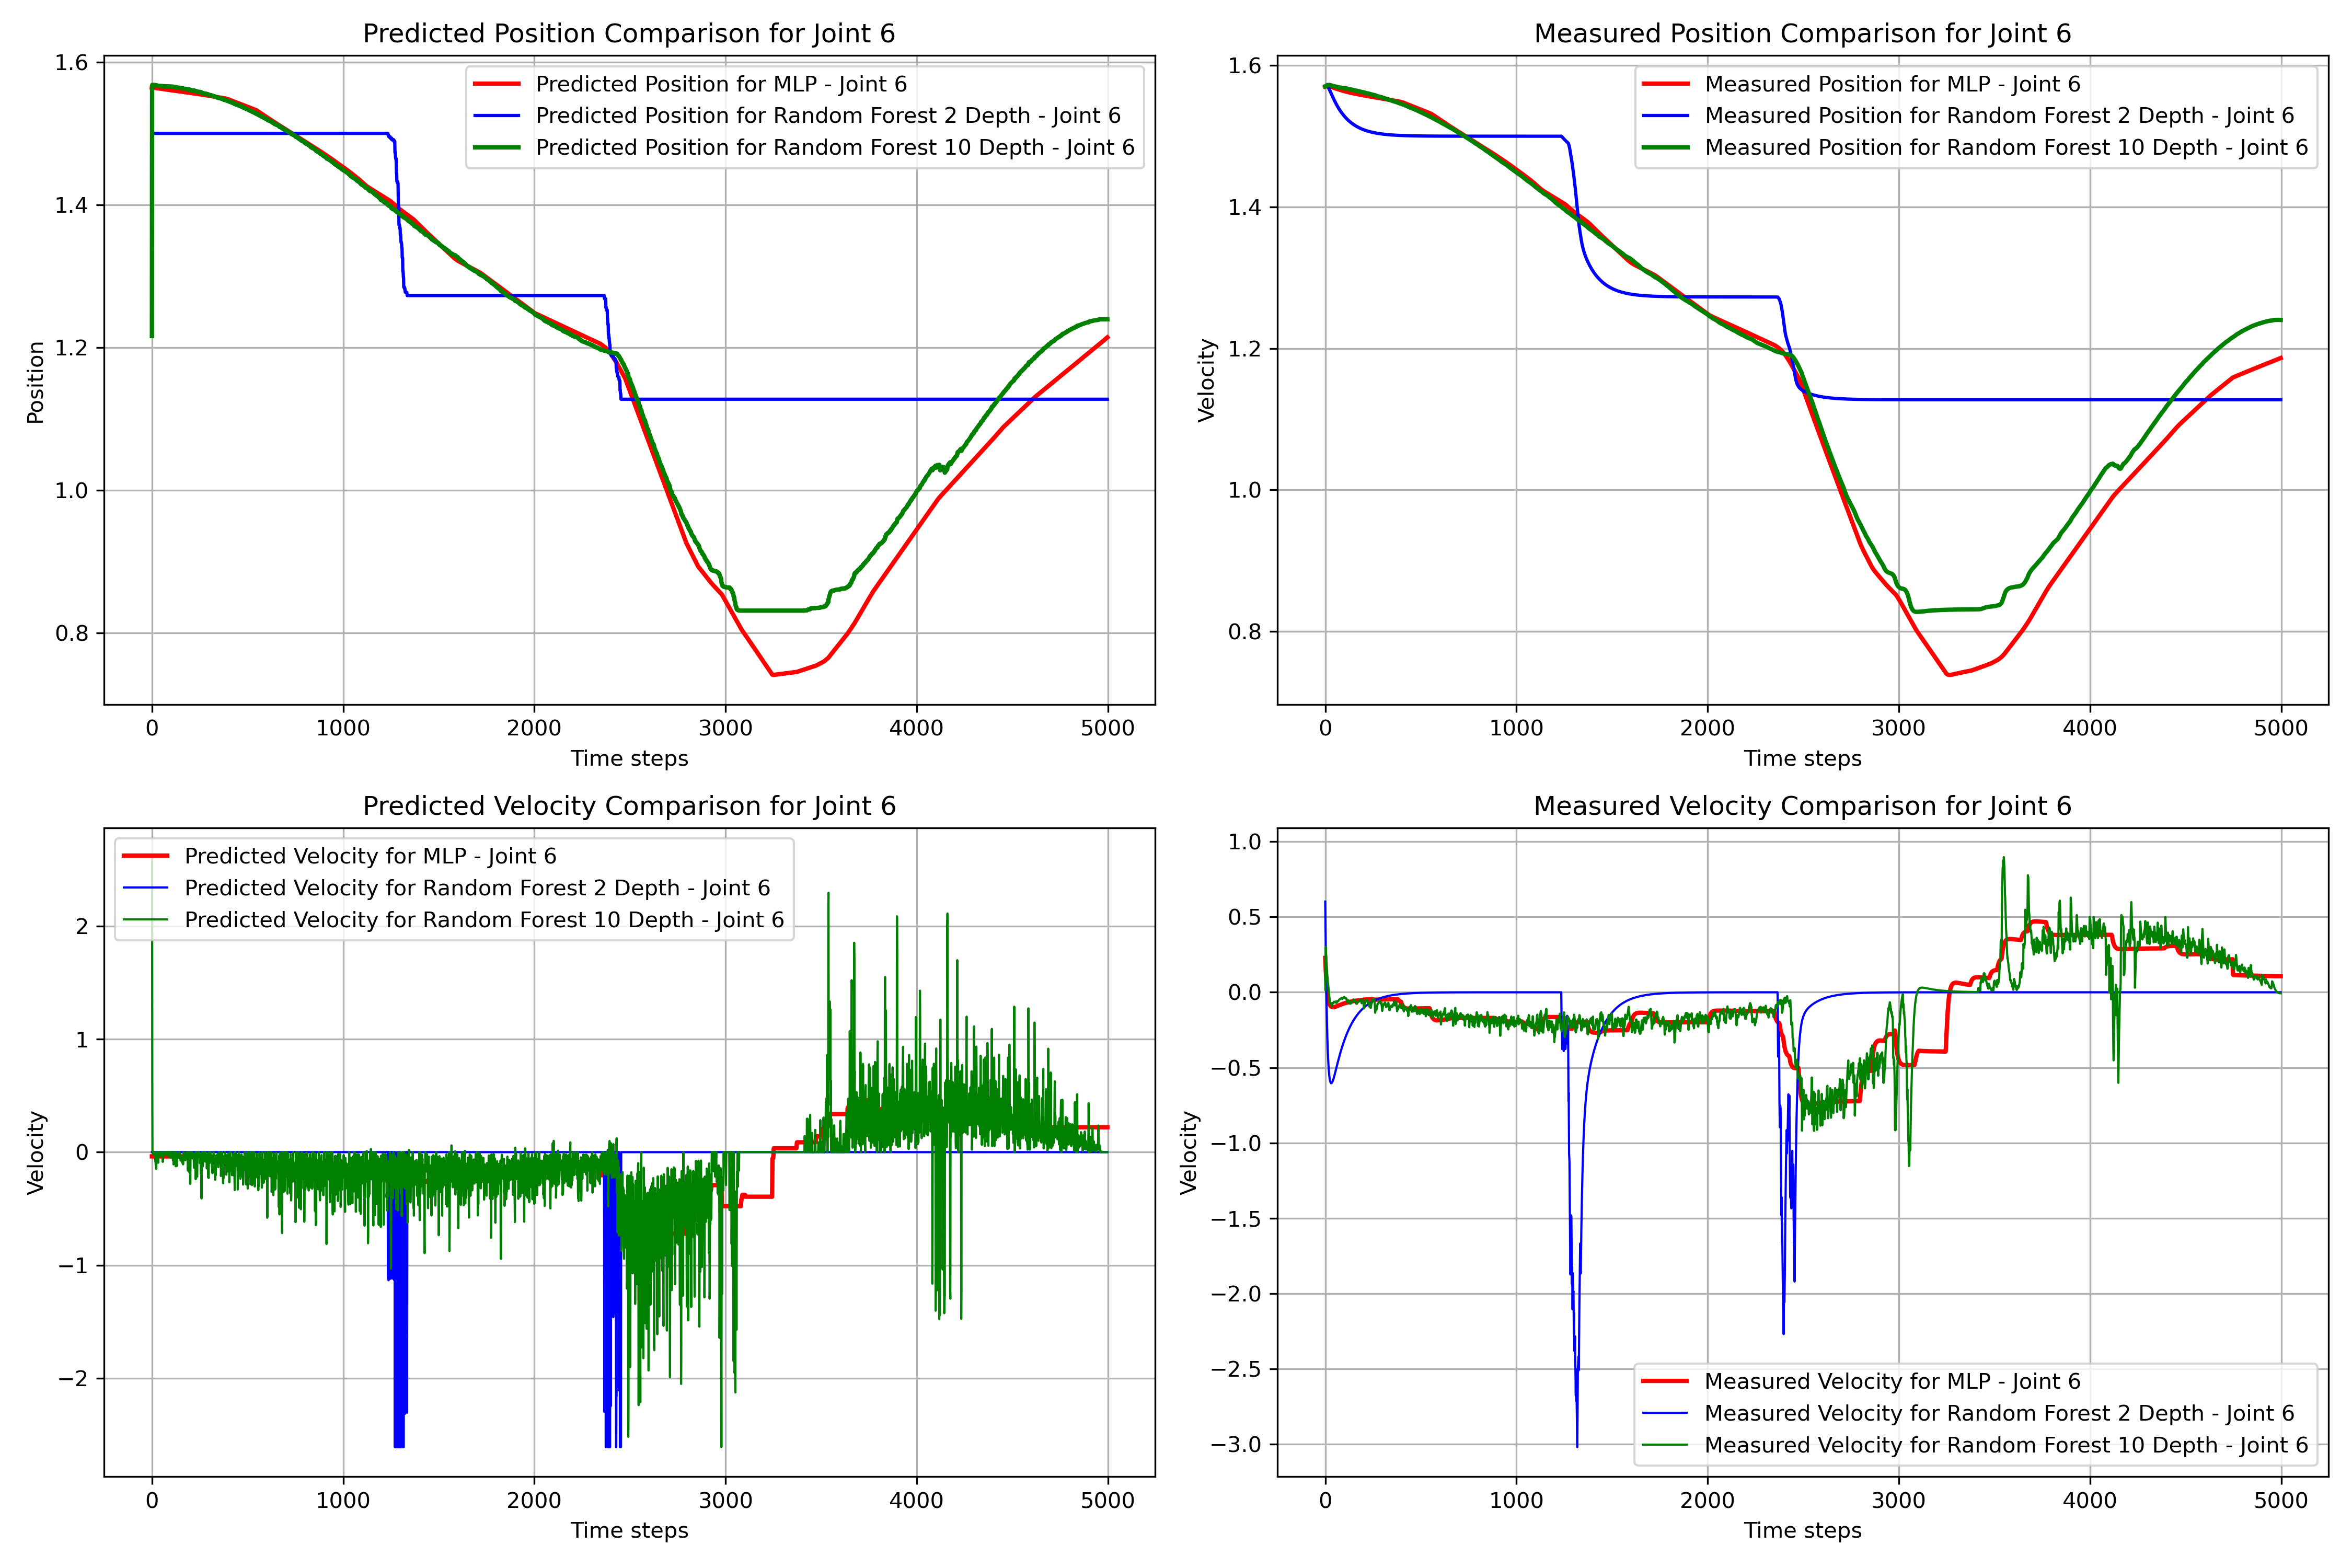 Predicted Position Comparison for Joint 6
Predicted Position for MLP - Joint 6
Predicted Position for Random Forest 2 Depth - Joint 6
Predicted Position for Random Forest 10 Depth - Joint 6
Position
1.6
1.4
1.2
1.0
0.8
0 1000 2000 3000 4000 5000
Time steps
Measured Position Comparison for Joint 6
Measured Position for MLP - Joint 6
Measured Position for Random Forest 2 Depth - Joint 6
Measured Position for Random Forest 10 Depth - Joint 6
Velocity
1.6
1.4
1.2
1.0
0.8
0 1000 2000 3000 4000 5000
Time steps
Predicted Velocity Comparison for Joint 6
Predicted Velocity for MLP - Joint 6
Predicted Velocity for Random Forest 2 Depth - Joint 6
Predicted Velocity for Random Forest 10 Depth - Joint 6
Velocity
2
1
0
−1
−2
0 1000 2000 3000 4000 5000
Time steps
Measured Velocity Comparison for Joint 6
Velocity
1.0
0.5
0.0
−0.5
−1.0
−1.5
−2.0
−2.5
−3.0
Measured Velocity for MLP - Joint 6
Measured Velocity for Random Forest 2 Depth - Joint 6
Measured Velocity for Random Forest 10 Depth - Joint 6
0 1000 2000 3000 4000 5000
Time steps